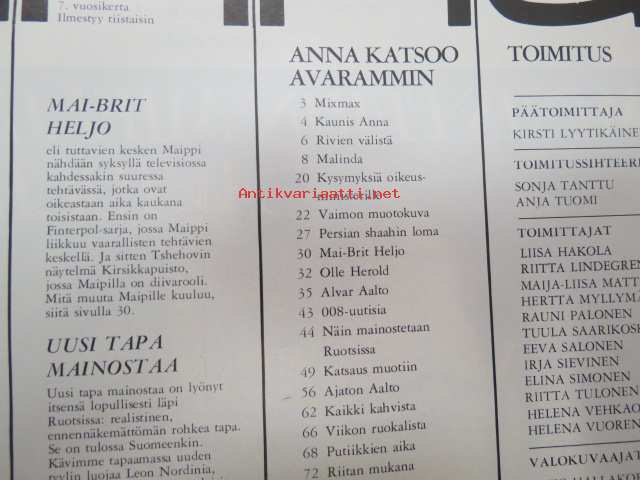 7. vuosikerta
Ilmestyy tiistaisin
MAI-BRIT
HELJO
eli tuttavien kesken Maippi
nähdään syksyllä televisiossa
kahdessakin suuressa
tehtävässä, jotka ovat
oikeastaan aika kaukana
toisistaan. Ensin on
Finterpol-sarja, jossa Maippi
liikkuu vaarallisten tehtävien
keskellä. Ja sitten Tshehovin
näytelmä Kirsikkapuisto,
jossa Maipilla on diivarooli.
Mitä muuta Maipille kuuluu,
siitä sivulla 30.
UUSI TAPA
MAINOSTAA
Uusi tapa mainostaa on lyönyt
itsensä lopullisesti läpi
Ruotsissa: realistinen,
ennennäkemättömän rohkea tapa.
Se on tulossa Suomeenkin.
Kävimme tapaamassa uuden
tyylin luojaa Leon Nordinia,
ANNA KATSOO
AVARAMMIN
3 Mixmax
4 Kaunis Anna
6 Rivien välistä
8 Malinda
20 Kysymyksiä oikeus-
ministerille
Antikvariaatti.net
22 Vaimon muotokuva
27 Persian shaahin loma
30 Mai-Brit Heljo
32 Olle Herold
35 Alvar Aalto
43 008-uutisia
44 Näin mainostetaan
Ruotsissa
49 Katsaus muotiin
56 Ajaton Aalto
62 Kaikki kahvista
66 Viikon ruokalista
68 Putiikkien aika
72 Riitan mukana
TOIMITUS
PÄÄTOIMITTAJA
KIRSTI LYYTIKÄINE
TOIMITUSSIHTEERI
SONJA TANTTU
ANJA TUOMI
TOIMITTAJAT
LIISA HAKOLA
RIITTA LINDEGREN
MAIJA-LIISA MATT
HERTTA MYLLYM
RAUNI PALONEN
TUULA SAARIKOSK
EEVA SALONEN
IRJA SIEVINEN
ELINA SIMONEN
RIITTA TULONEN
HELENA VEHKAO
HELENA VUOREN
VALOKUVAAJAT